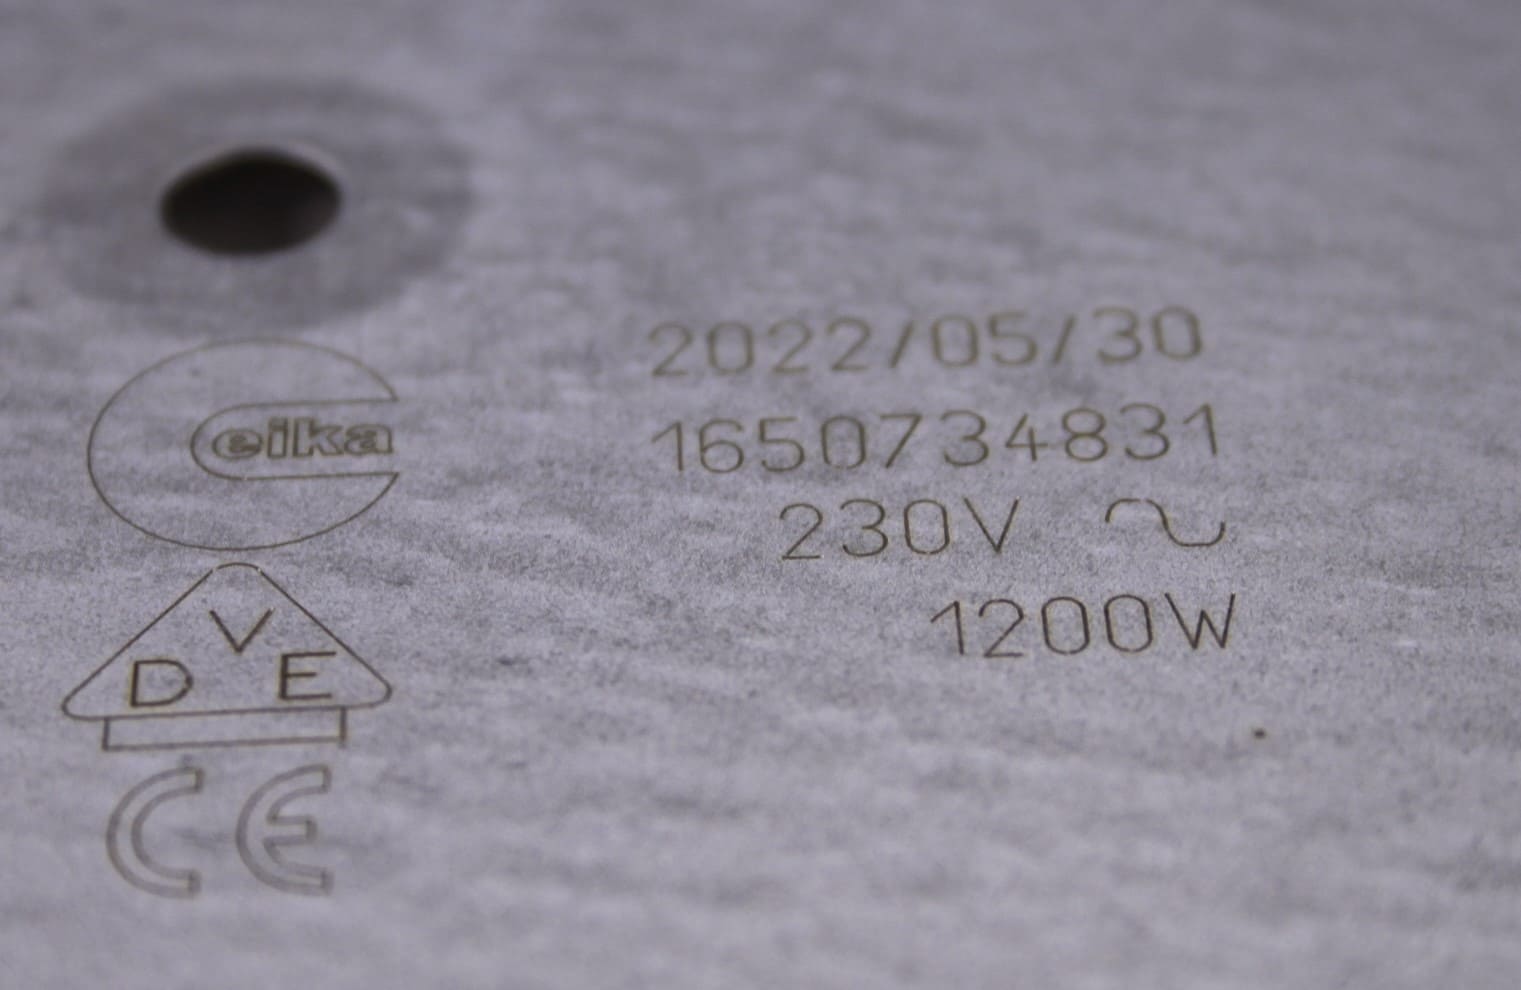 2022/05/30
eika
1650734831
230V ~
1200W
V
D E
CE